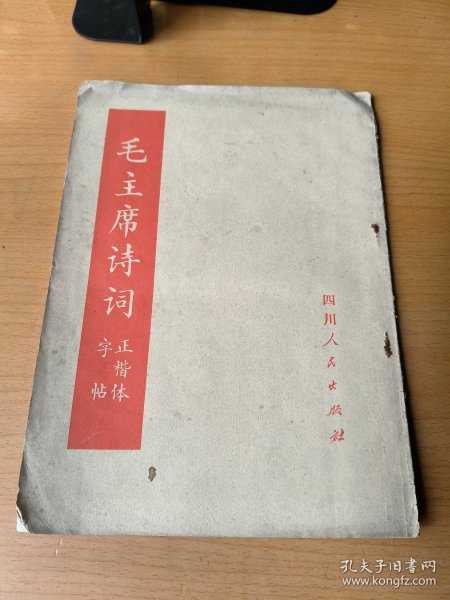 毛主席诗词
正楷体
字帖
四川人民出版社
孔夫子旧书网
www.kongfz.com